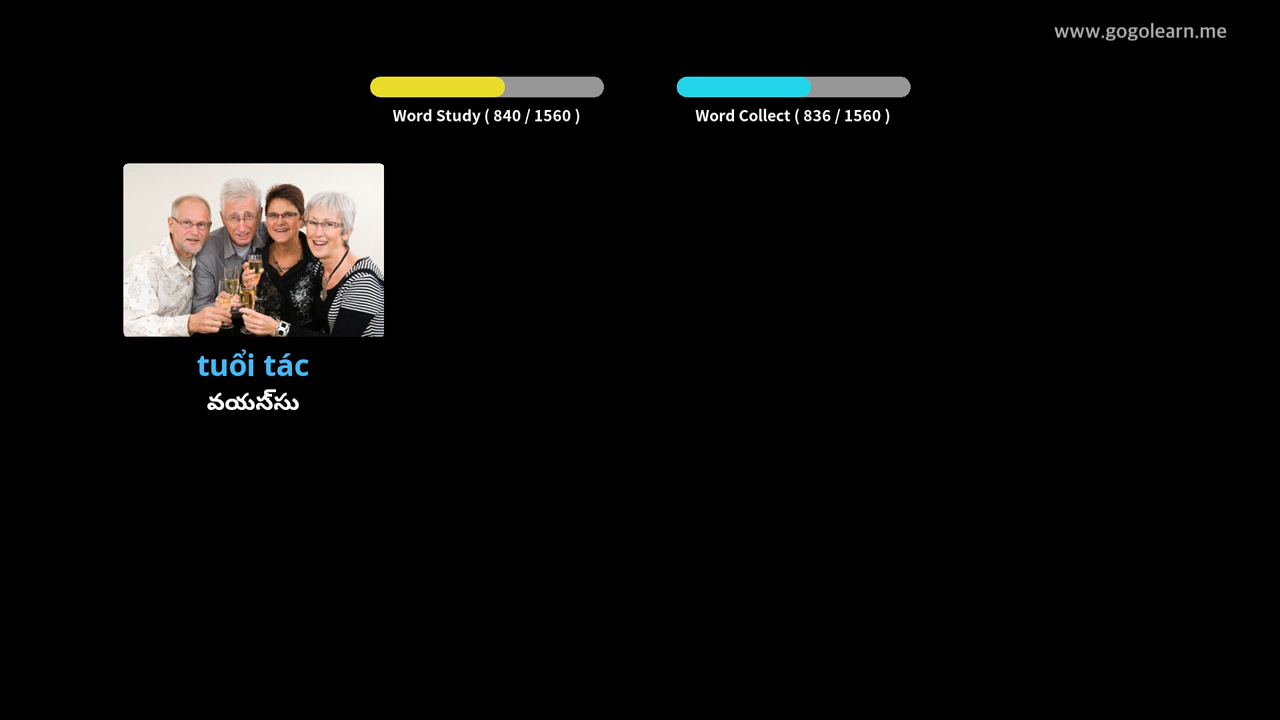 www.gogolearn.me
Word Study ( 840 / 1560 )
Word Collect ( 836 / 1560 )
tuổi tác
వయస్‌సు